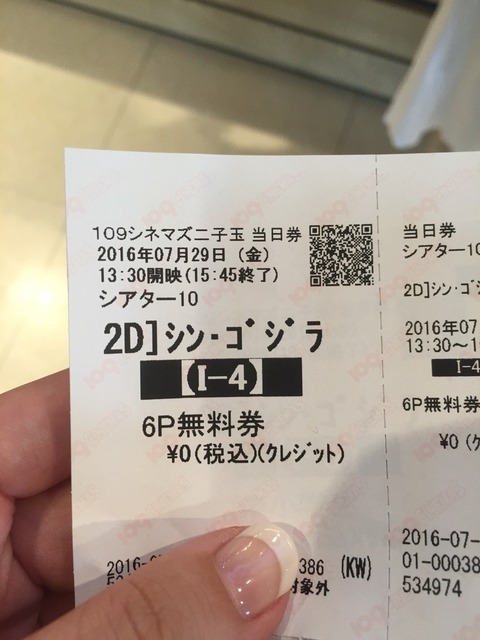 109シネマズ二子玉 当日券
2016年07月29日 (金)
13:30開映(15:45終了)
シアター10
2D]ｼﾝ･ｺﾞｼﾞﾗ
【I-4】
6P無料券
¥0(税込)(ｸﾚｼﾞｯﾄ)
2016-
386 (KW)
対象外
当日券
シアター10
2D]ｼﾝ･ｺﾞｼ
2016年07
13:30～1
I-4
6P無料券
¥0 (ｸ
2016-07-
01-00038
534974